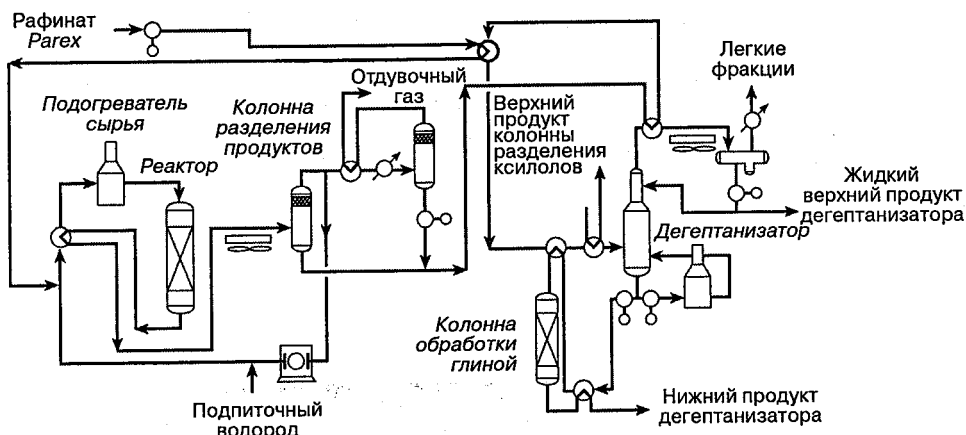 Рафинат
Parex
Подогреватель
сырья
Реактор
Колонна
разделения
продуктов
Отдувочный
газ
Верхний
продукт
колонны
разделения
ксилолов
Легкие
фракции
Жидкий
верхний продукт
дегептанизатора
Дегептанизатор
Колонна
обработки
глиной
Подпиточный
водород
Нижний продукт
дегептанизатора